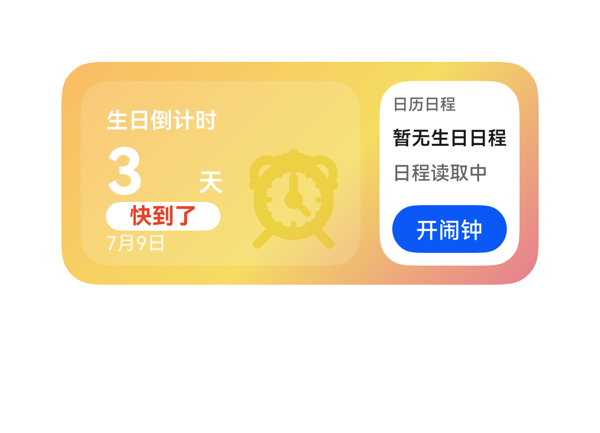 生日倒计时
3 天
快到了
7月9日
日历日程
暂无生日日程
日程读取中
开闹钟